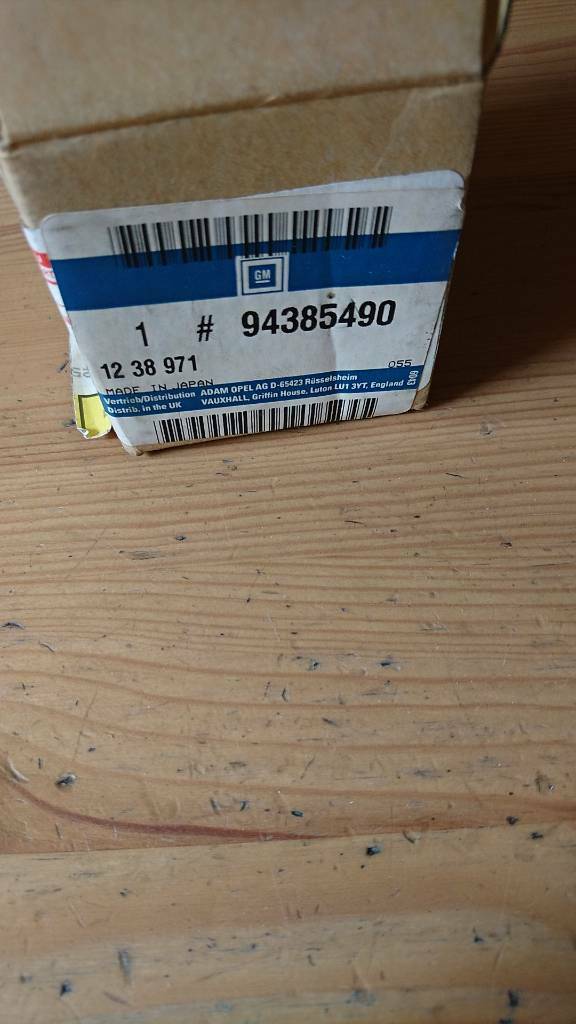 GM
1 # 94385490
12 38 971
055
MADE IN JAPAN
Vertrieb/Distribution ADAM OPEL AG D-65423 Rüsselsheim
Distrib. in the UK VAUXHALL, Griffin House, Luton LU1 3YT, England